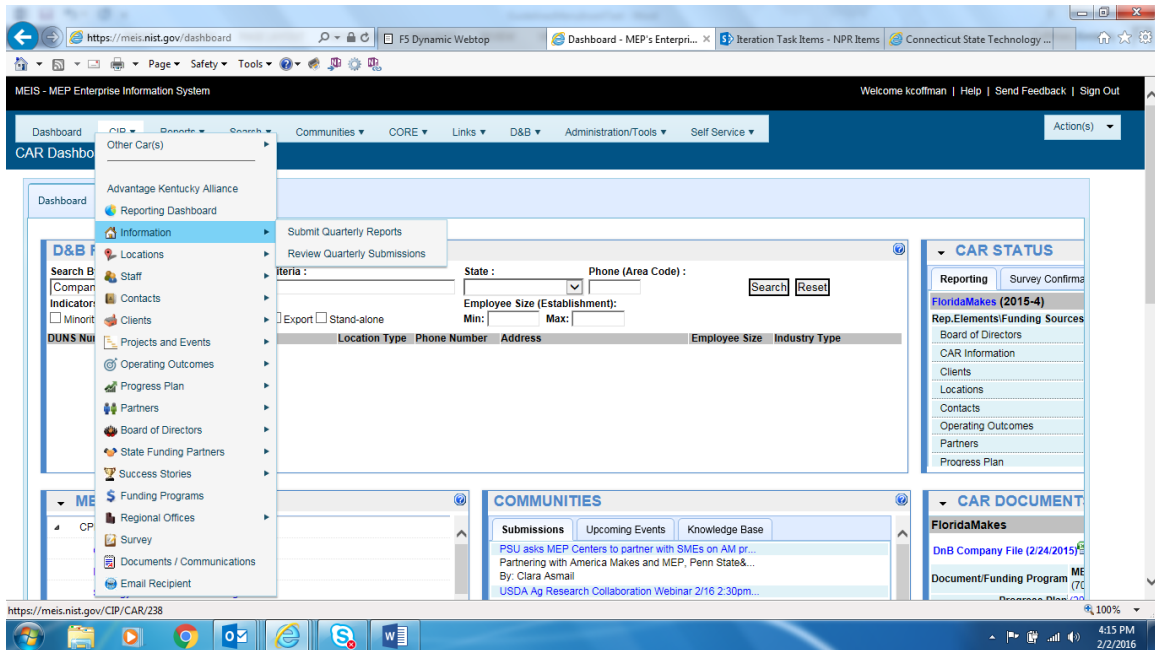 https://meis.nist.gov/dashboard
F5 Dynamic Webtop
Dashboard - MEP's Enterpri...
Iteration Task Items - NPR Items
Connecticut State Technology ...
Page Safety Tools
MEIS - MEP Enterprise Information System
Welcome kcoffman | Help | Send Feedback | Sign Out
Dashboard CIP Reports Search Communities CORE Links D&B Administration/Tools Self Service
Action(s)
CAR Dashbo
Other Car(s)
Advantage Kentucky Alliance
Reporting Dashboard
Information
Locations
Staff
Contacts
Clients
Projects and Events
Operating Outcomes
Progress Plan
Partners
Board of Directors
State Funding Partners
Success Stories
Funding Programs
Regional Offices
Survey
Documents / Communications
Email Recipient
Submit Quarterly Reports
Review Quarterly Submissions
Dashboard
D&B
Search B
iteria :
State :
Phone (Area Code) :
Compan
Search Reset
Indicator
Employee Size (Establishment):
Minorit
Export Stand-alone
Min: Max:
DUNS Nu
Location Type Phone Number Address Employee Size Industry Type
CAR STATUS
Reporting Survey Confirma
FloridaMakes (2015-4)
Rep.Elements\Funding Sources
Board of Directors
CAR Information
Clients
Locations
Contacts
Operating Outcomes
Partners
Progress Plan
ME
CP
COMMUNITIES
Submissions Upcoming Events Knowledge Base
PSU asks MEP Centers to partner with SMEs on AM pr...
Partnering with America Makes and MEP, Penn State&...
By: Clara Asmail
USDA Ag Research Collaboration Webinar 2/16 2:30pm...
CAR DOCUMENT
FloridaMakes
DnB Company File (2/24/2015)
Document/Funding Program ME
(70
https://meis.nist.gov/CIP/CAR/238
100%
4:15 PM
2/2/2016